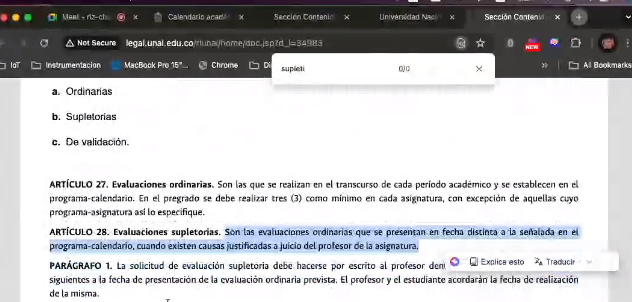 Meet - riz-ch
Calendario acadé
Sección Contenid
Universidad Naci
Sección Conteni
Not Secure legal.unal.edu.co/rlunal/home/doc.jsp?d_i=34983
NEW
IoT Instrumentacion MacBook Pro 15"... Chrome Di All Bookmarks
supleti 0/0
a. Ordinarias
b. Supletorias
c. De validación.
ARTÍCULO 27. Evaluaciones ordinarias. Son las que se realizan en el transcurso de cada período académico y se establecen en el
programa-calendario. En el pregrado se debe realizar tres (3) como mínimo en cada asignatura, con excepción de aquellas cuyo
programa-asignatura así lo especifique.
ARTÍCULO 28. Evaluaciones supletorias. Son las evaluaciones ordinarias que se presentan en fecha distinta a la señalada en el
programa-calendario, cuando existen causas justificadas a juicio del profesor de la asignatura.
Explica esto Traducir
PARÁGRAFO 1. La solicitud de evaluación supletoria debe hacerse por escrito al profesor den
siguientes a la fecha de presentación de la evaluación ordinaria prevista. El profesor y el estudiante acordarán la fecha de realización
de la misma.